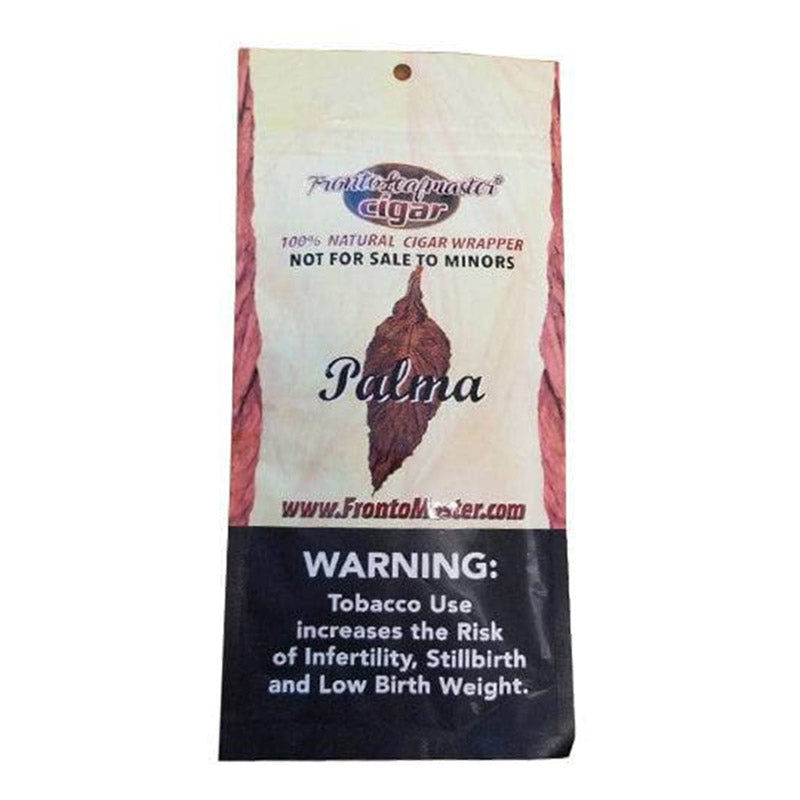 FrontoLeafmaster®
cigar
100% NATURAL CIGAR WRAPPER
NOT FOR SALE TO MINORS
Palma
www.FrontoMaster.com
WARNING:
Tobacco Use
increases the Risk
of Infertility, Stillbirth
and Low Birth Weight.